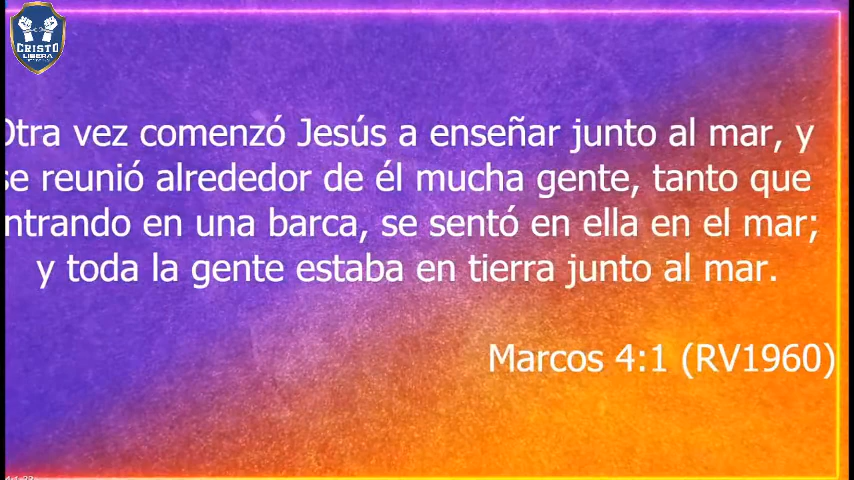 CRISTO
LIBERA
Otra vez comenzó Jesús a enseñar junto al mar, y
se reunió alrededor de él mucha gente, tanto que
ntrando en una barca, se sentó en ella en el mar;
y toda la gente estaba en tierra junto al mar.
Marcos 4:1 (RV1960)